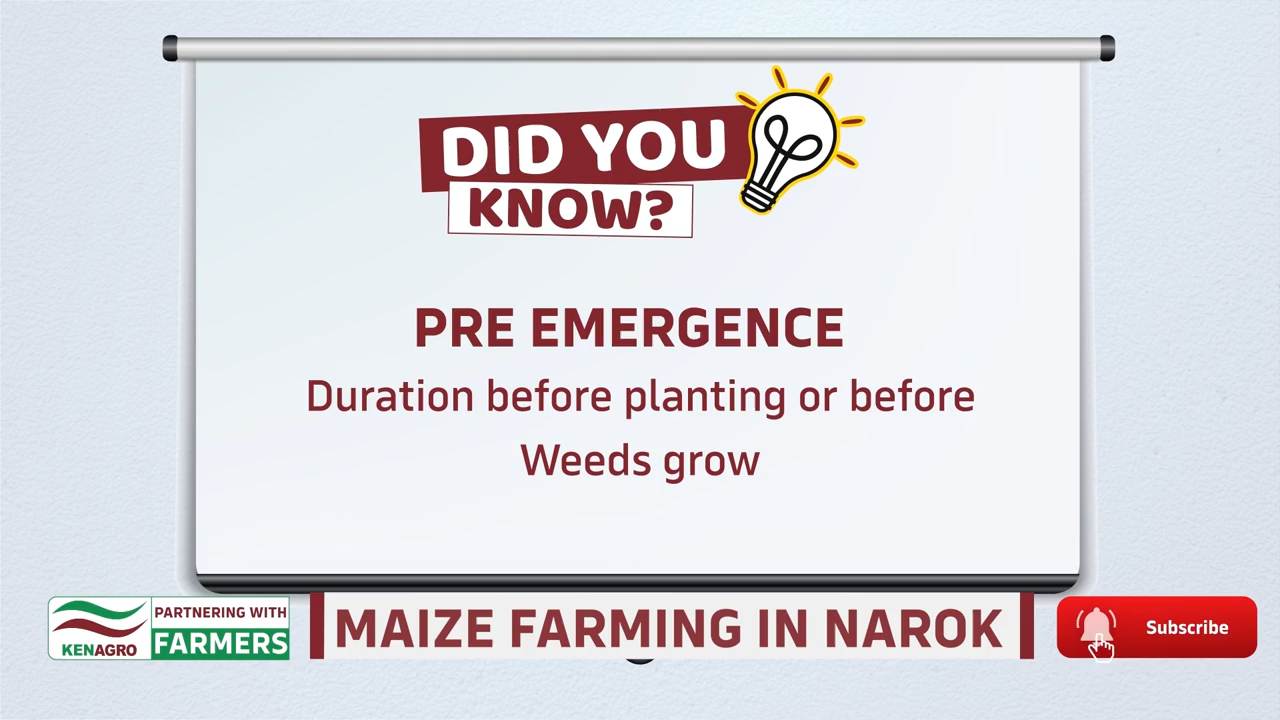 DID YOU
KNOW?
PRE EMERGENCE
Duration before planting or before
Weeds grow
KENAGRO
PARTNERING WITH
FARMERS
MAIZE FARMING IN NAROK
Subscribe